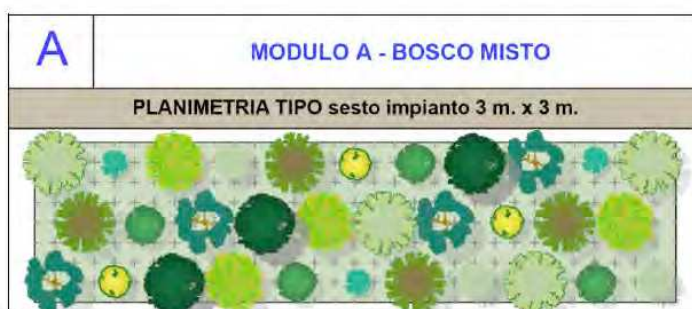 A
MODULO A - BOSCO MISTO
PLANIMETRIA TIPO sesto impianto 3 m. x 3 m.